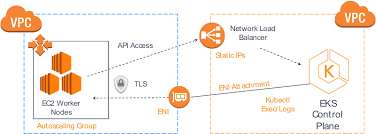 VPC
VPC
Network Load
Balancer
API Access
Static IPs
TLS
EC2 Worker
Nodes
Autoscaling Group
ENI
ENI Attachment
Kubectl
Exec/Logs
K
EKS
Control
Plane